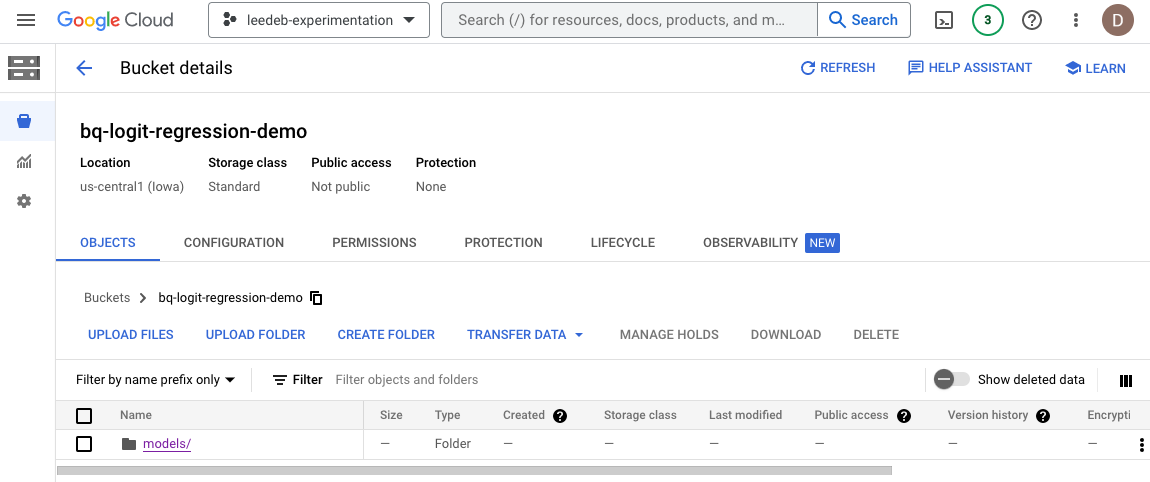 Google Cloud leedeb-experimentation Search (/) for resources, docs, products, and m... Search 3 D
Bucket details REFRESH HELP ASSISTANT LEARN
bq-logit-regression-demo
Location Storage class Public access Protection
us-central1 (Iowa) Standard Not public None
OBJECTS CONFIGURATION PERMISSIONS PROTECTION LIFECYCLE OBSERVABILITY NEW
Buckets bq-logit-regression-demo
UPLOAD FILES UPLOAD FOLDER CREATE FOLDER TRANSFER DATA MANAGE HOLDS DOWNLOAD DELETE
Filter by name prefix only Filter Filter objects and folders Show deleted data
Name Size Type Created Storage class Last modified Public access Version history Encrypti
models/ — Folder — — — — — —